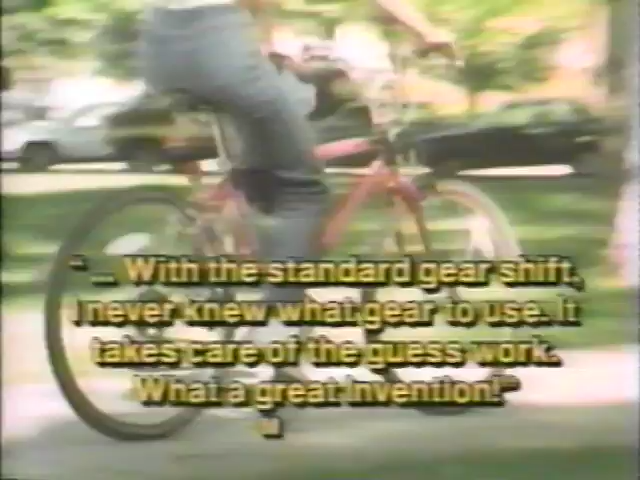 "... With the standard gear shift,
I never knew what gear to use. It
takes care of the guess work.
What a great Invention!"